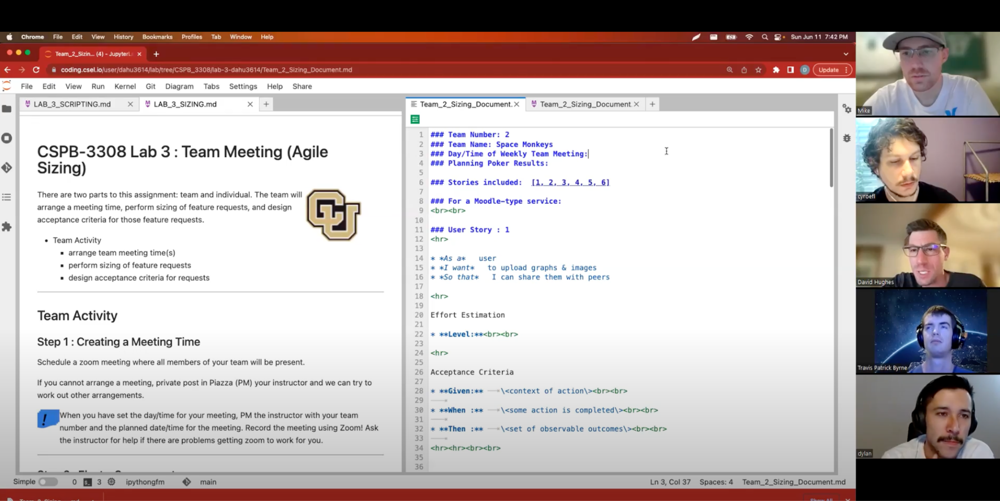 Chrome File Edit View History Bookmarks Profiles Tab Window Help Sun Jun 11 7:42 PM
Team_2_Sizin... (4) - JupyterL
coding.csel.io/user/dahu3614/lab/tree/CSPB_3308/lab-3-dahu3614/Team_2_Sizing_Document.md D Update
File Edit View Run Kernel Git Diagram Tabs Settings Help Share
LAB_3_SCRIPTING.md LAB_3_SIZING.md
CSPB-3308 Lab 3 : Team Meeting (Agile
Sizing)
There are two parts to this assignment: team and individual. The team will
arrange a meeting time, perform sizing of feature requests, and design
acceptance criteria for those feature requests.
CU
• Team Activity
▪ arrange team meeting time(s)
▪ perform sizing of feature requests
▪ design acceptance criteria for requests
Team Activity
Step 1 : Creating a Meeting Time
Schedule a zoom meeting where all members of your team will be present.
If you cannot arrange a meeting, private post in Piazza (PM) your instructor and we can try to
work out other arrangements.
!
When you have set the day/time for your meeting, PM the instructor with your team
number and the planned date/time for the meeting. Record the meeting using Zoom! Ask
the instructor for help if there are problems getting zoom to work for you.
Team_2_Sizing_Document. Team_2_Sizing_Document.
1 ### Team Number: 2
2 ### Team Name: Space Monkeys
3 ### Day/Time of Weekly Team Meeting:
4 ### Planning Poker Results:
5
6 ### Stories included: [1, 2, 3, 4, 5, 6]
7
8 ### For a Moodle-type service:
9 <br><br>
10
11 ### User Story : 1
12 <hr>
13
14 * *As a* user
15 * *I want* to upload graphs & images
16 * *So that* I can share them with peers
17
18 <hr>
19
20 Effort Estimation
21
22 * **Level:**<br><br>
23
24 <hr>
25
26 Acceptance Criteria
27
28 * **Given:** \<context of action\><br><br>
29
30 * **When :** \<some action is completed\><br><br>
31
32 * **Then :** \<set of observable outcomes\><br><br>
33
34 <hr><hr><br><br>
35
36
Simple 0 3 ipythongfm main Ln 3, Col 37 Spaces: 4 Team_2_Sizing_Document.md
Mike
cyroefl
David Hughes
Travis Patrick Byrne
dylan